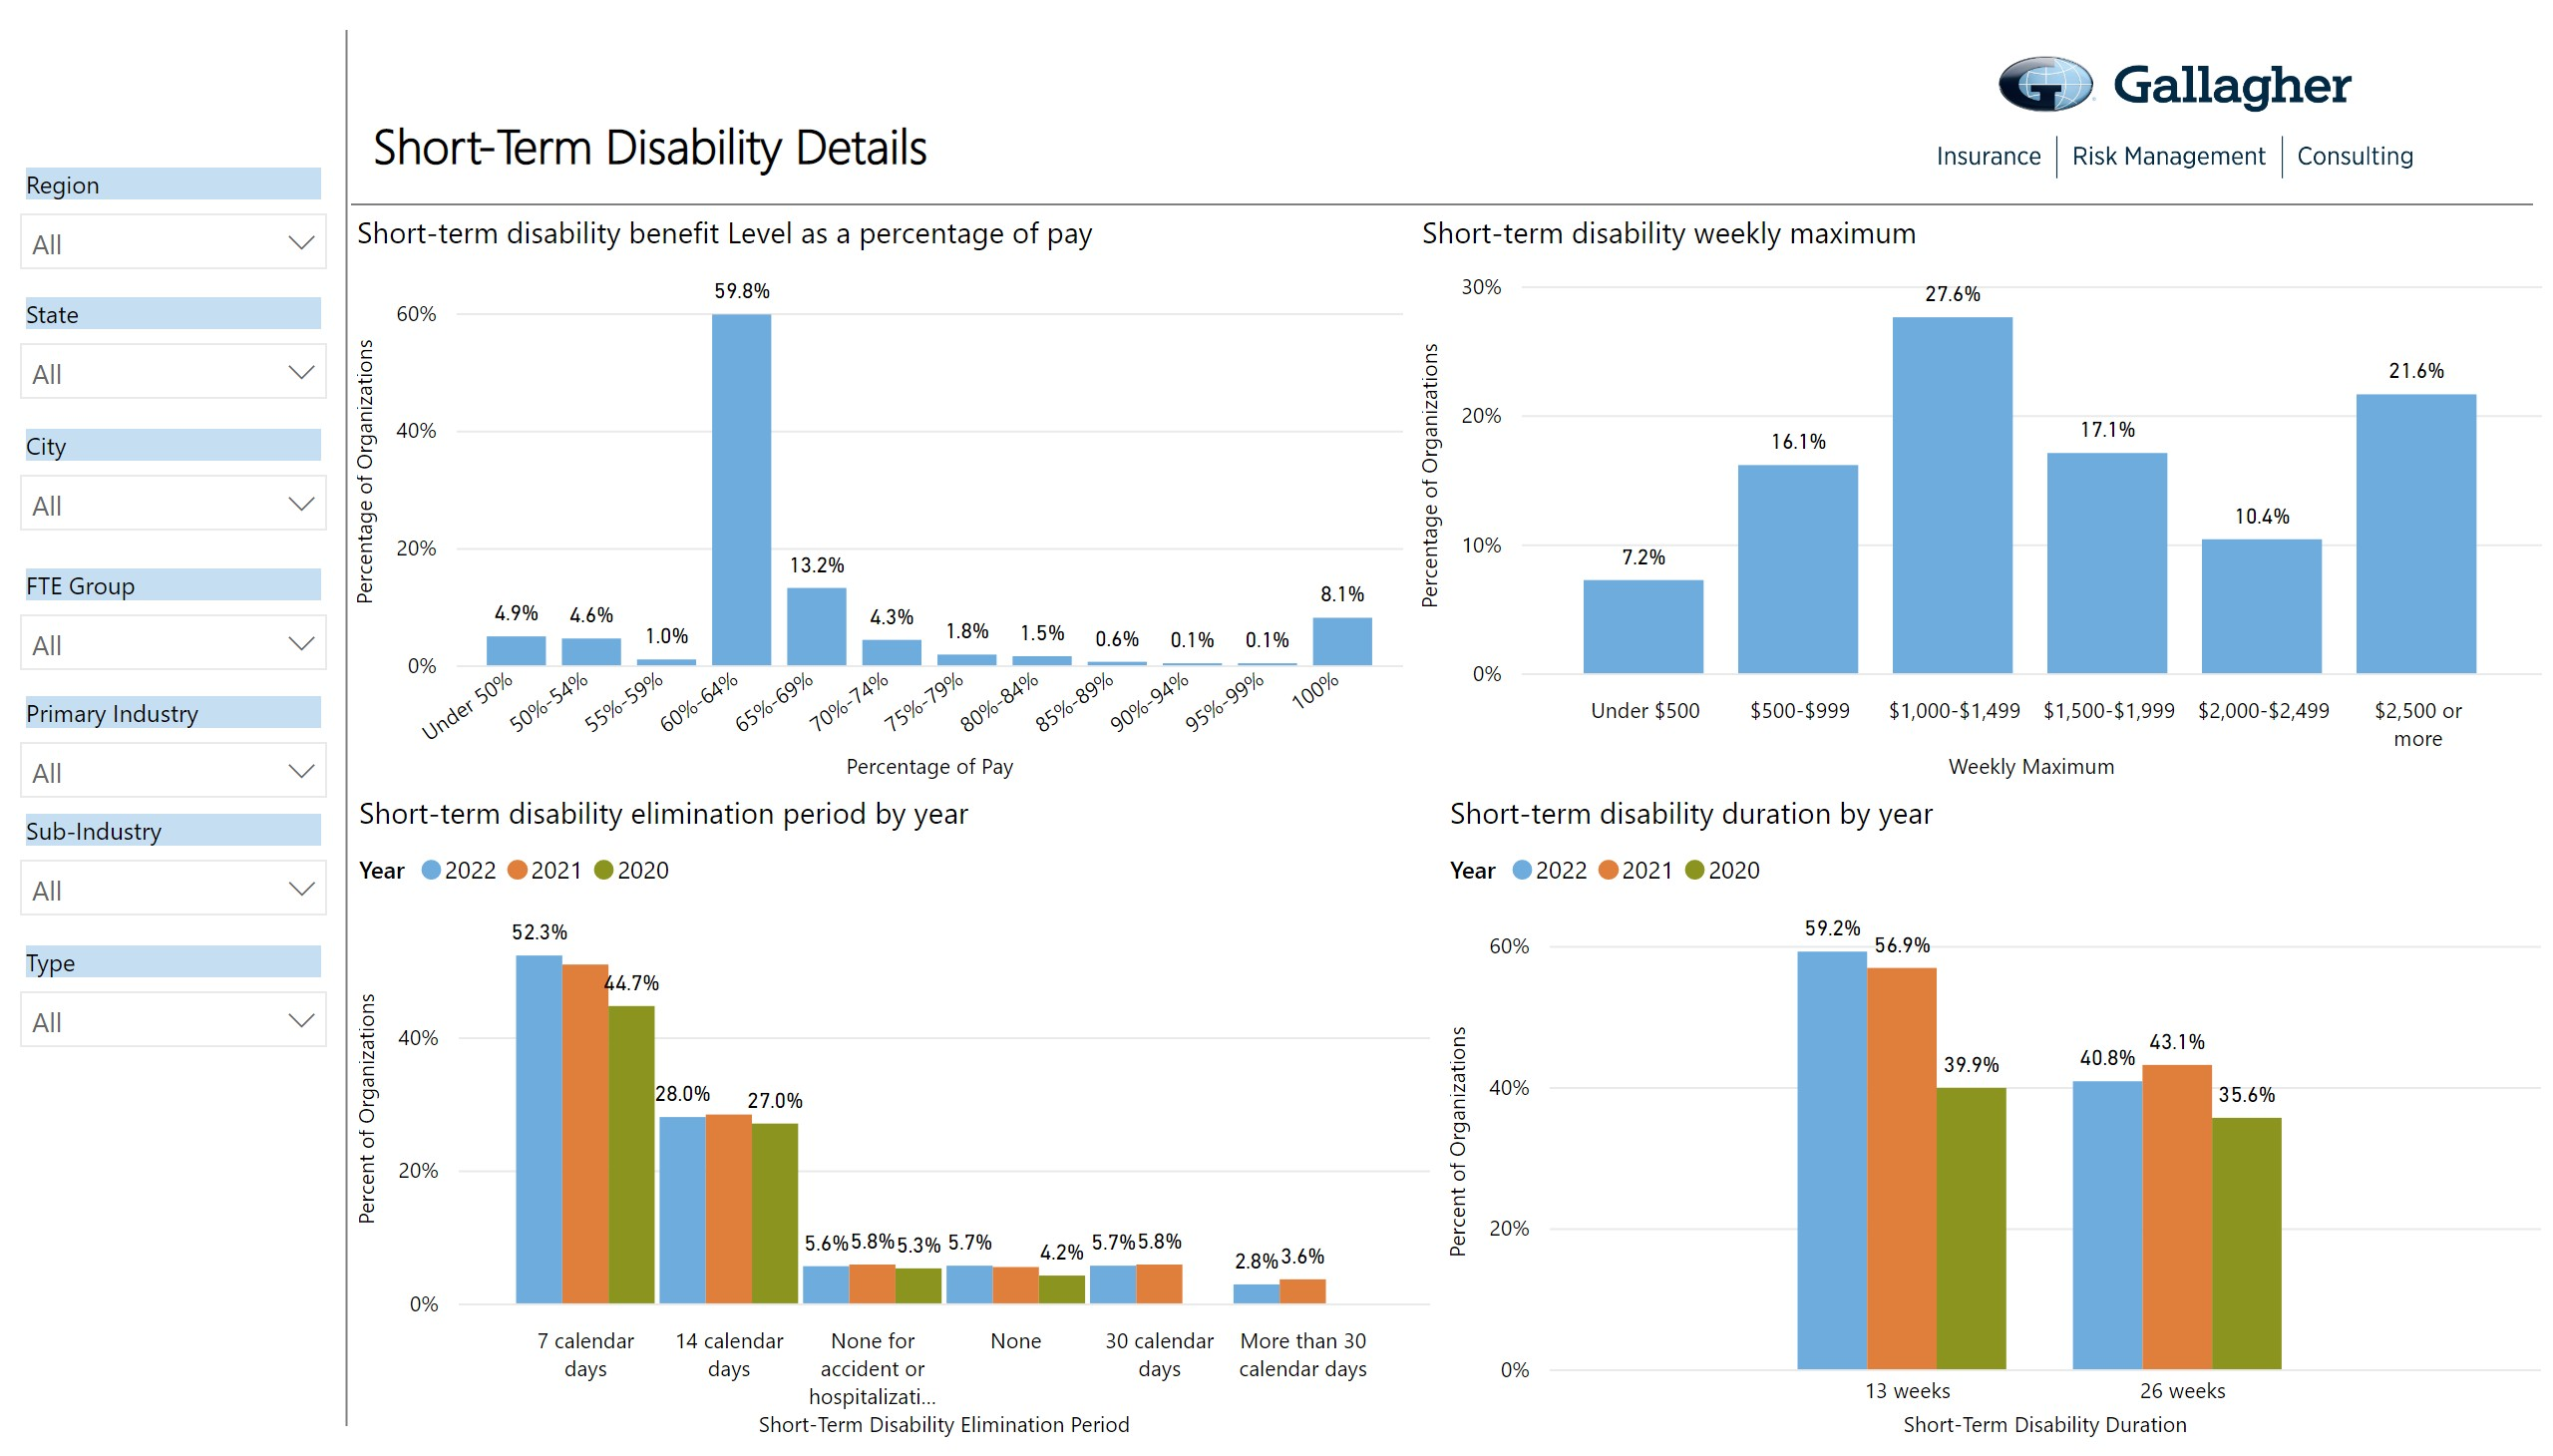 Gallagher
Insurance | Risk Management | Consulting
Short-Term Disability Details
Region
All
State
All
City
All
FTE Group
All
Primary Industry
All
Sub-Industry
All
Type
All
Short-term disability benefit Level as a percentage of pay
Percentage of Organizations
60%
40%
20%
0%
4.9%
4.6%
1.0%
59.8%
13.2%
4.3%
1.8%
1.5%
0.6%
0.1%
0.1%
8.1%
Under 50%
50%-54%
55%-59%
60%-64%
65%-69%
70%-74%
75%-79%
80%-84%
85%-89%
90%-94%
95%-99%
100%
Percentage of Pay
Short-term disability weekly maximum
Percentage of Organizations
30%
20%
10%
0%
7.2%
16.1%
27.6%
17.1%
10.4%
21.6%
Under $500
$500-$999
$1,000-$1,499
$1,500-$1,999
$2,000-$2,499
$2,500 or
more
Weekly Maximum
Short-term disability elimination period by year
Year 2022 2021 2020
Percent of Organizations
40%
20%
0%
52.3%
44.7%
28.0%
27.0%
5.6%
5.8%
5.3%
5.7%
4.2%
5.7%
5.8%
2.8%
3.6%
7 calendar
days
14 calendar
days
None for
accident or
hospitalizati...
None
30 calendar
days
More than 30
calendar days
Short-Term Disability Elimination Period
Short-term disability duration by year
Year 2022 2021 2020
Percent of Organizations
60%
40%
20%
0%
59.2%
56.9%
39.9%
40.8%
43.1%
35.6%
13 weeks
26 weeks
Short-Term Disability Duration